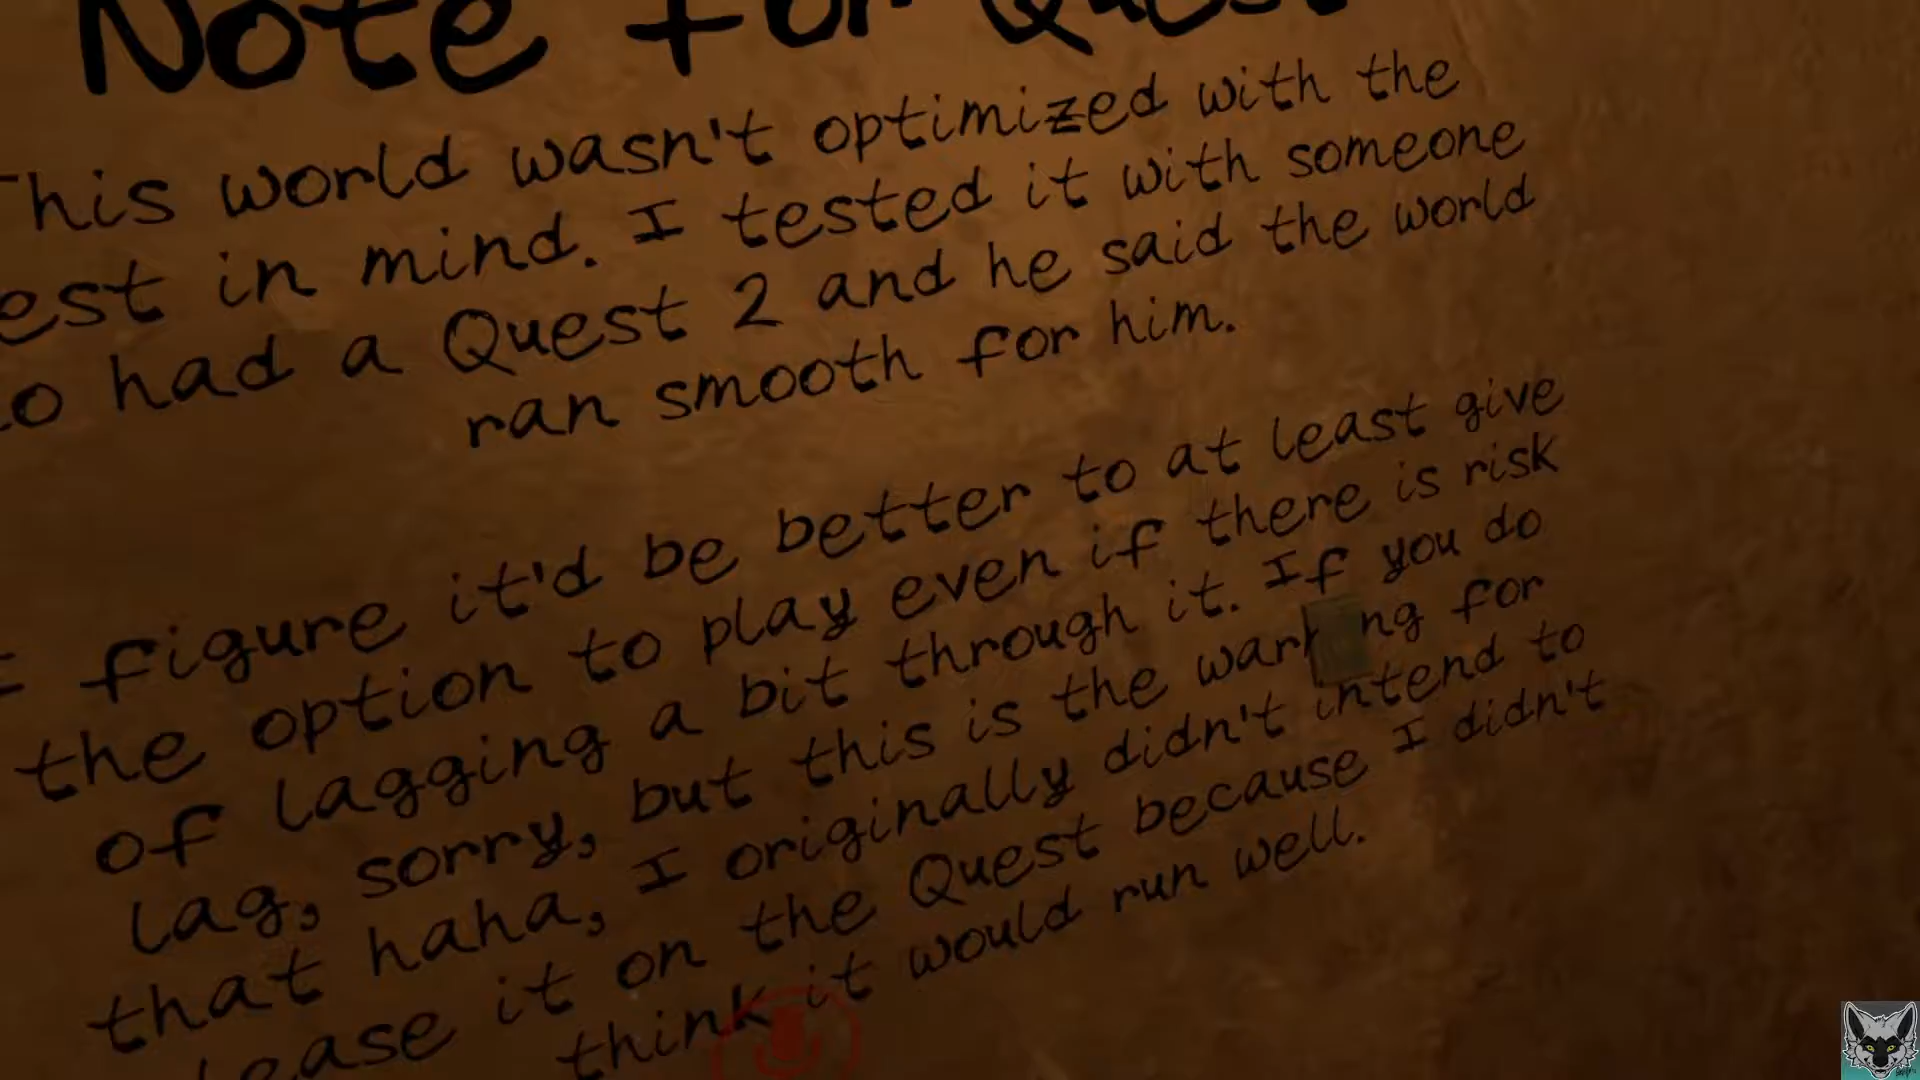 Note for Quest
This world wasn't optimized with the
est in mind. I tested it with someone
o had a Quest 2 and he said the world
ran smooth for him.
I figure it'd be better to at least give
the option to play even if there is risk
of lagging a bit through it. If you do
lag, sorry, but this is the warning for
that haha, I originally didn't intend to
lease it on the Quest because I didn't
think it would run well.